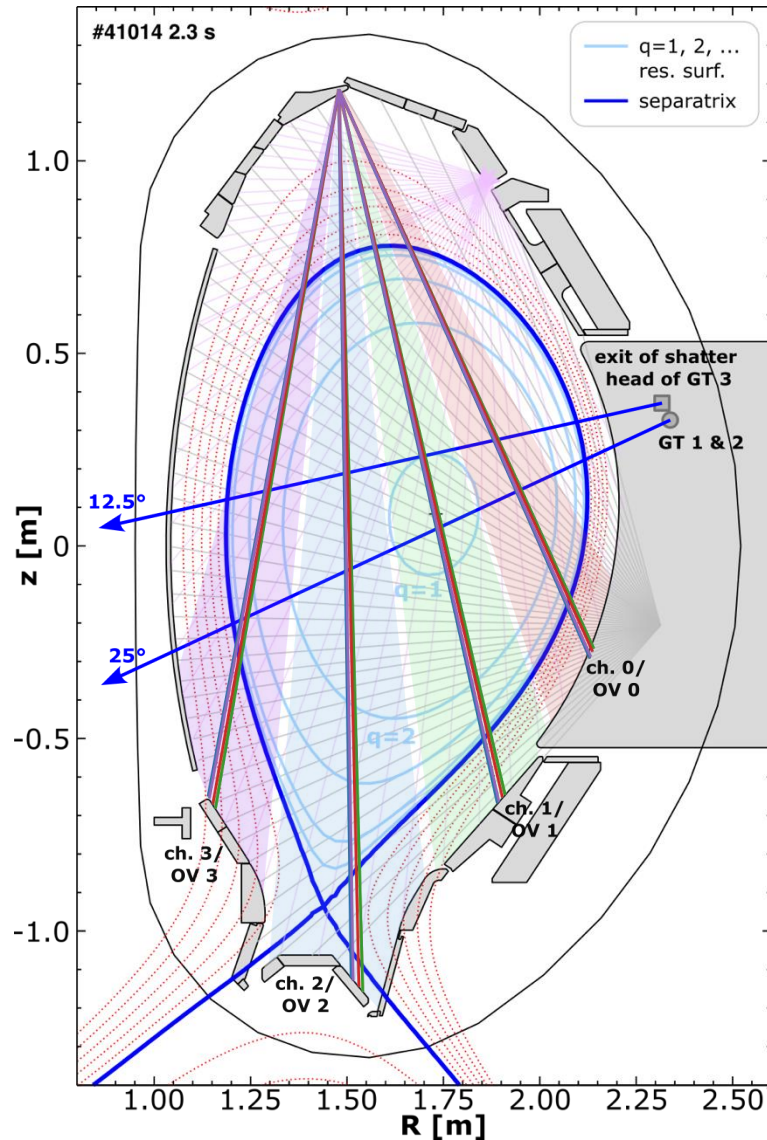 #41014 2.3 s
q=1, 2, ...
res. surf.
separatrix
1.0
0.5
0.0
-0.5
-1.0
z [m]
exit of shatter
head of GT 3
GT 1 & 2
12.5°
25°
q=1
q=2
ch. 0/
OV 0
ch. 1/
OV 1
ch. 3/
OV 3
ch. 2/
OV 2
1.00 1.25 1.50 1.75 2.00 2.25 2.50
R [m]